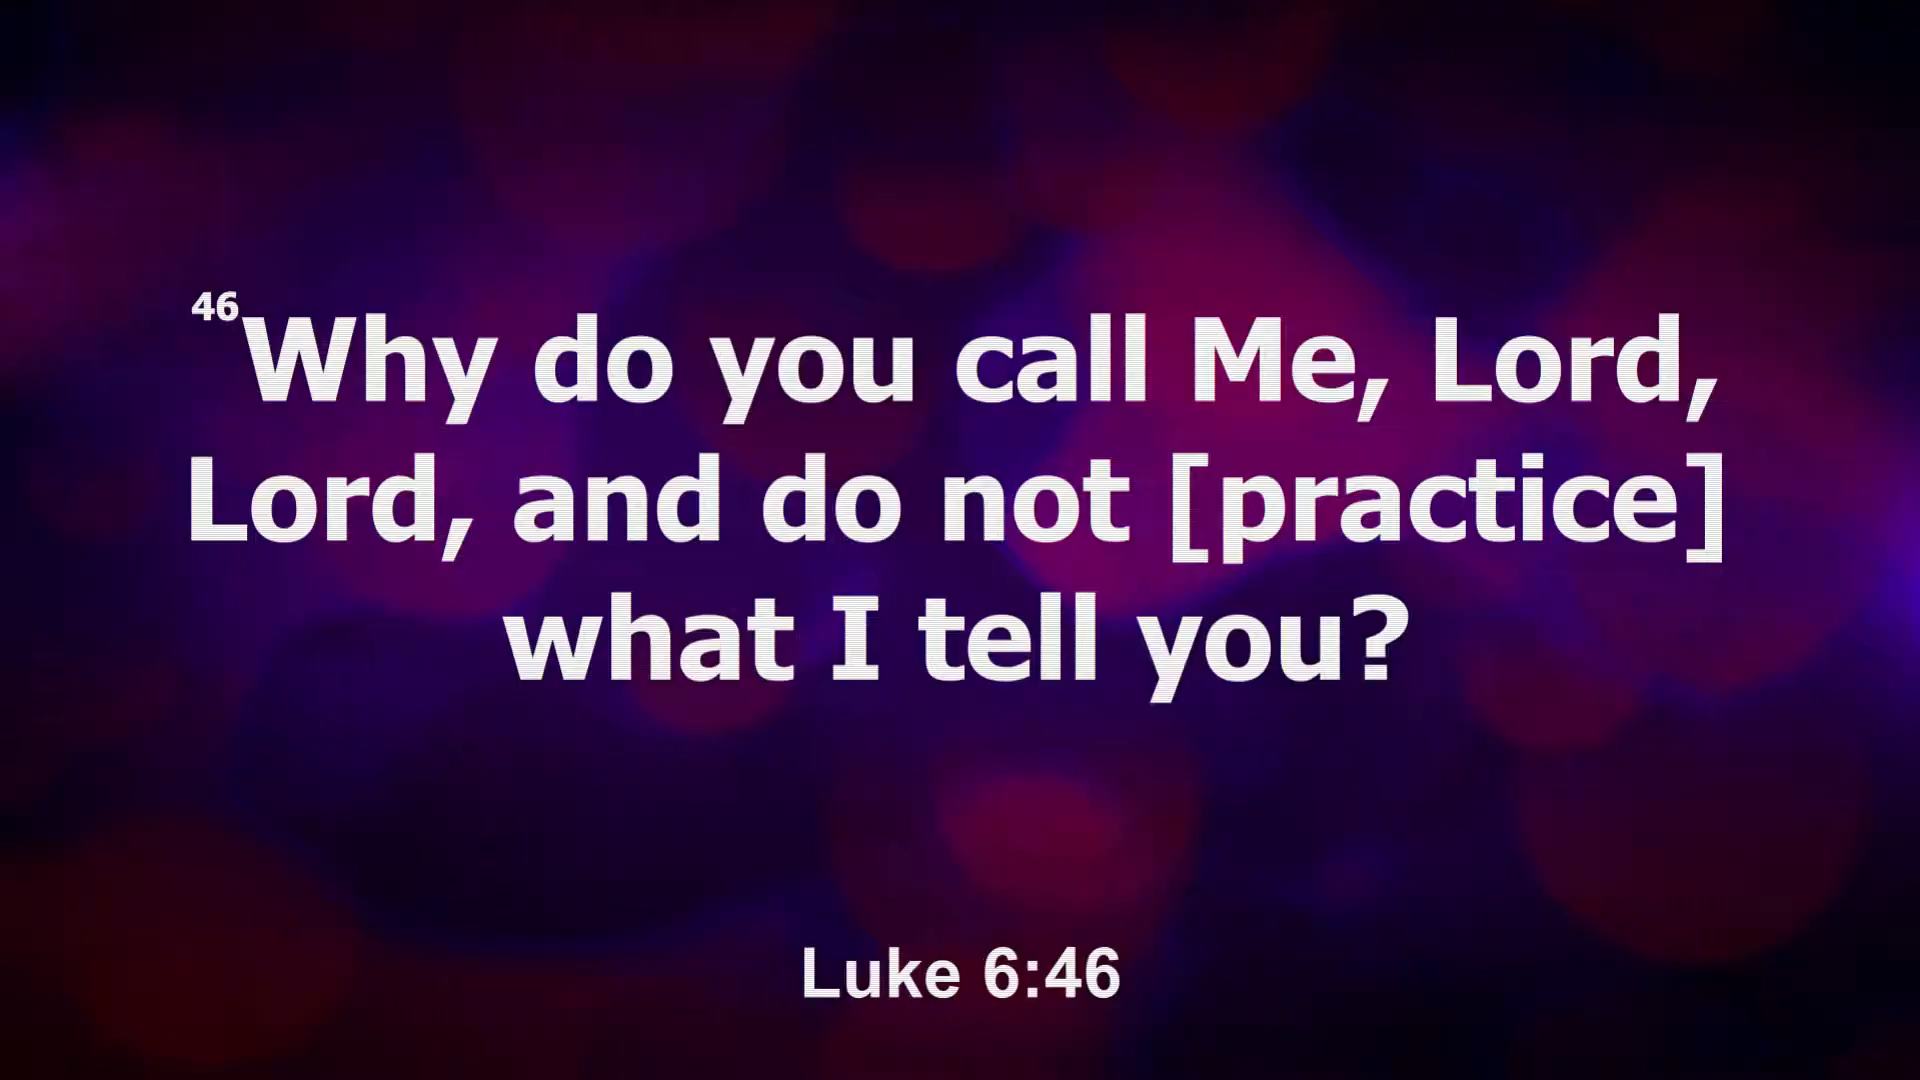 46Why do you call Me, Lord,
Lord, and do not [practice]
what I tell you?
Luke 6:46